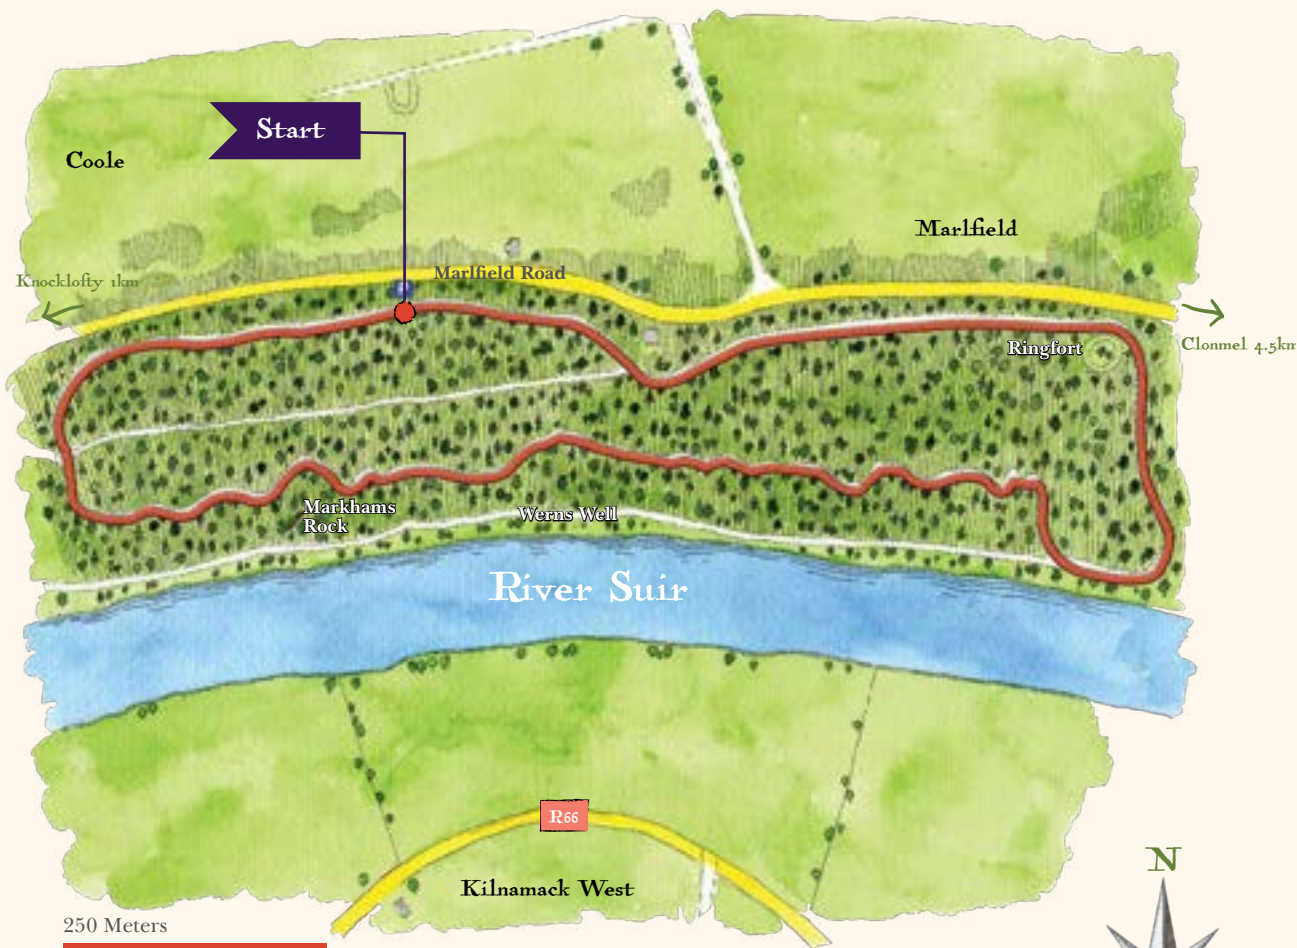 Start
Coole
Marlfield
Knocklofty 1km
Marlfield Road
Clonmel 4.5km
Ringfort
Markhams
Rock
Werns Well
River Suir
R66
Kilnamack West
N
250 Meters